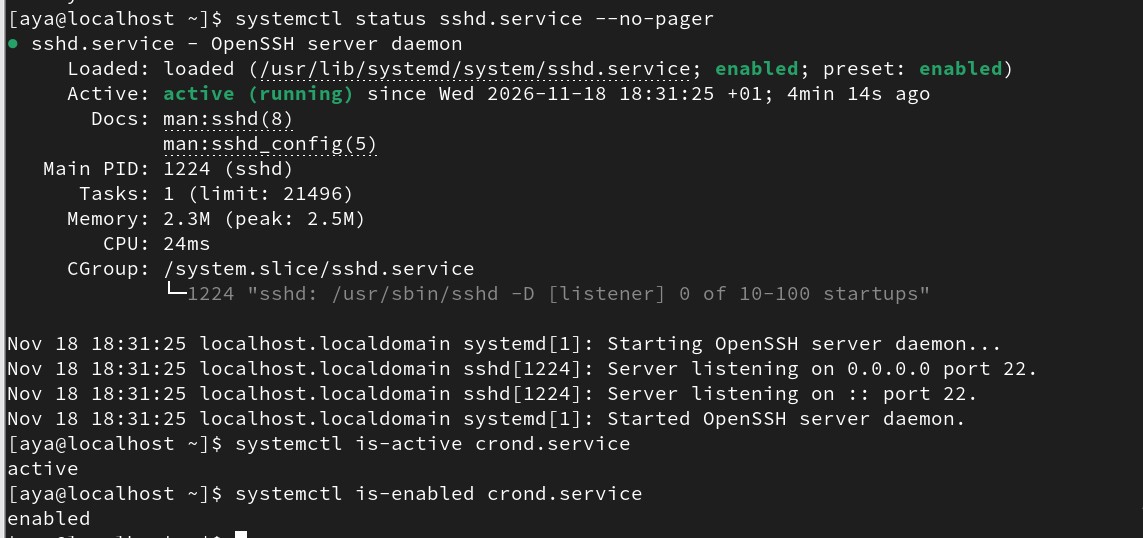 [aya@localhost ~]$ systemctl status sshd.service --no-pager
● sshd.service - OpenSSH server daemon
     Loaded: loaded (/usr/lib/systemd/system/sshd.service; enabled; preset: enabled)
     Active: active (running) since Wed 2026-11-18 18:31:25 +01; 4min 14s ago
       Docs: man:sshd(8)
             man:sshd_config(5)
   Main PID: 1224 (sshd)
      Tasks: 1 (limit: 21496)
     Memory: 2.3M (peak: 2.5M)
        CPU: 24ms
     CGroup: /system.slice/sshd.service
             └─1224 "sshd: /usr/sbin/sshd -D [listener] 0 of 10-100 startups"

Nov 18 18:31:25 localhost.localdomain systemd[1]: Starting OpenSSH server daemon...
Nov 18 18:31:25 localhost.localdomain sshd[1224]: Server listening on 0.0.0.0 port 22.
Nov 18 18:31:25 localhost.localdomain sshd[1224]: Server listening on :: port 22.
Nov 18 18:31:25 localhost.localdomain systemd[1]: Started OpenSSH server daemon.
[aya@localhost ~]$ systemctl is-active crond.service
active
[aya@localhost ~]$ systemctl is-enabled crond.service
enabled